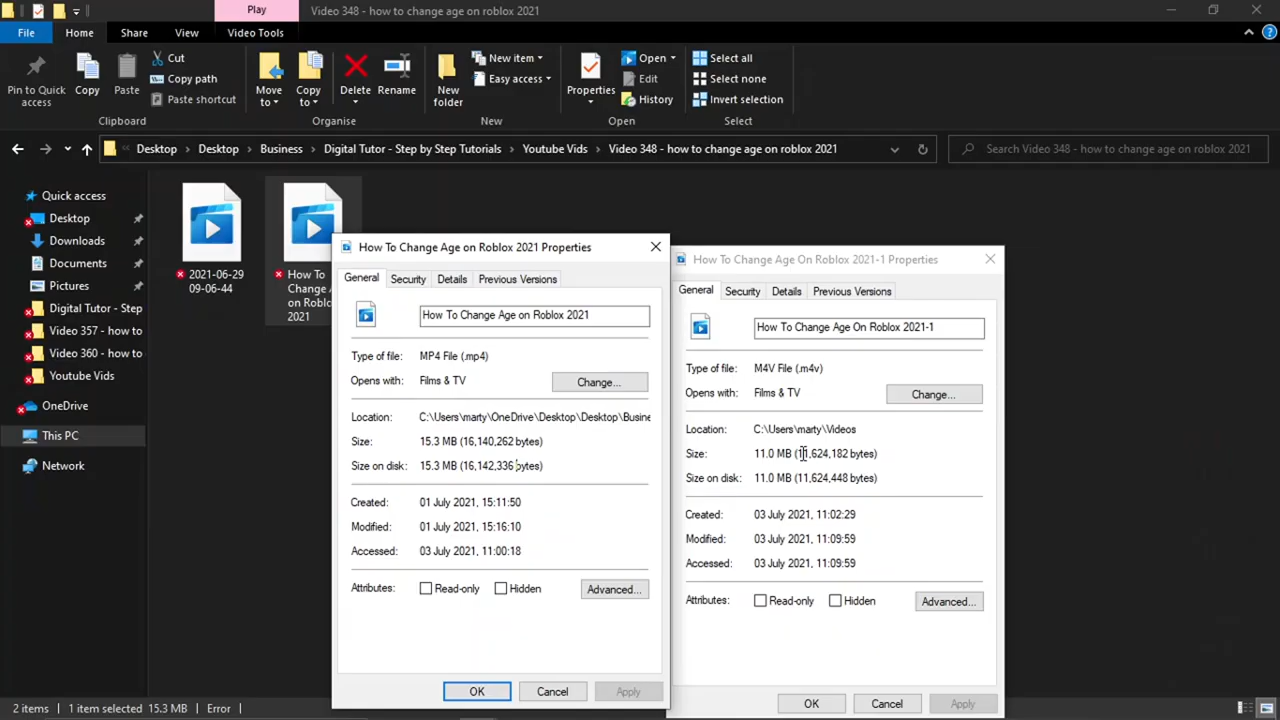 Play
Video 348 - how to change age on roblox 2021
File
Home
Share
View
Video Tools
Pin to Quick access
Copy
Paste
Cut
Copy path
Paste shortcut
Clipboard
Move to
Copy to
Delete
Rename
Organise
New folder
New item
Easy access
New
Properties
Open
Edit
History
Open
Select all
Select none
Invert selection
Select
Desktop > Desktop > Business > Digital Tutor - Step by Step Tutorials > Youtube Vids > Video 348 - how to change age on roblox 2021
Search Video 348 - how to change age on roblox 2021
Quick access
Desktop
Downloads
Documents
Pictures
Digital Tutor - Step
Video 357 - how to
Video 360 - how to
Youtube Vids
OneDrive
This PC
Network
2021-06-29
09-06-44
How To
Change
Age on
Roblox
2021
How To Change Age on Roblox 2021 Properties
General
Security
Details
Previous Versions
How To Change Age on Roblox 2021
Type of file: MP4 File (.mp4)
Opens with: Films & TV
Change...
Location: C:\Users\marty\OneDrive\Desktop\Desktop\Busine
Size: 15.3 MB (16,140,262 bytes)
Size on disk: 15.3 MB (16,142,336 bytes)
Created: 01 July 2021, 15:11:50
Modified: 01 July 2021, 15:16:10
Accessed: 03 July 2021, 11:00:18
Attributes: Read-only Hidden Advanced...
OK
Cancel
Apply
How To Change Age On Roblox 2021-1 Properties
General
Security
Details
Previous Versions
How To Change Age On Roblox 2021-1
Type of file: M4V File (.m4v)
Opens with: Films & TV
Change...
Location: C:\Users\marty\Videos
Size: 11.0 MB (11,624,182 bytes)
Size on disk: 11.0 MB (11,624,448 bytes)
Created: 03 July 2021, 11:02:29
Modified: 03 July 2021, 11:09:59
Accessed: 03 July 2021, 11:09:59
Attributes: Read-only Hidden Advanced...
OK
Cancel
Apply
2 items
1 item selected 15.3 MB
Error